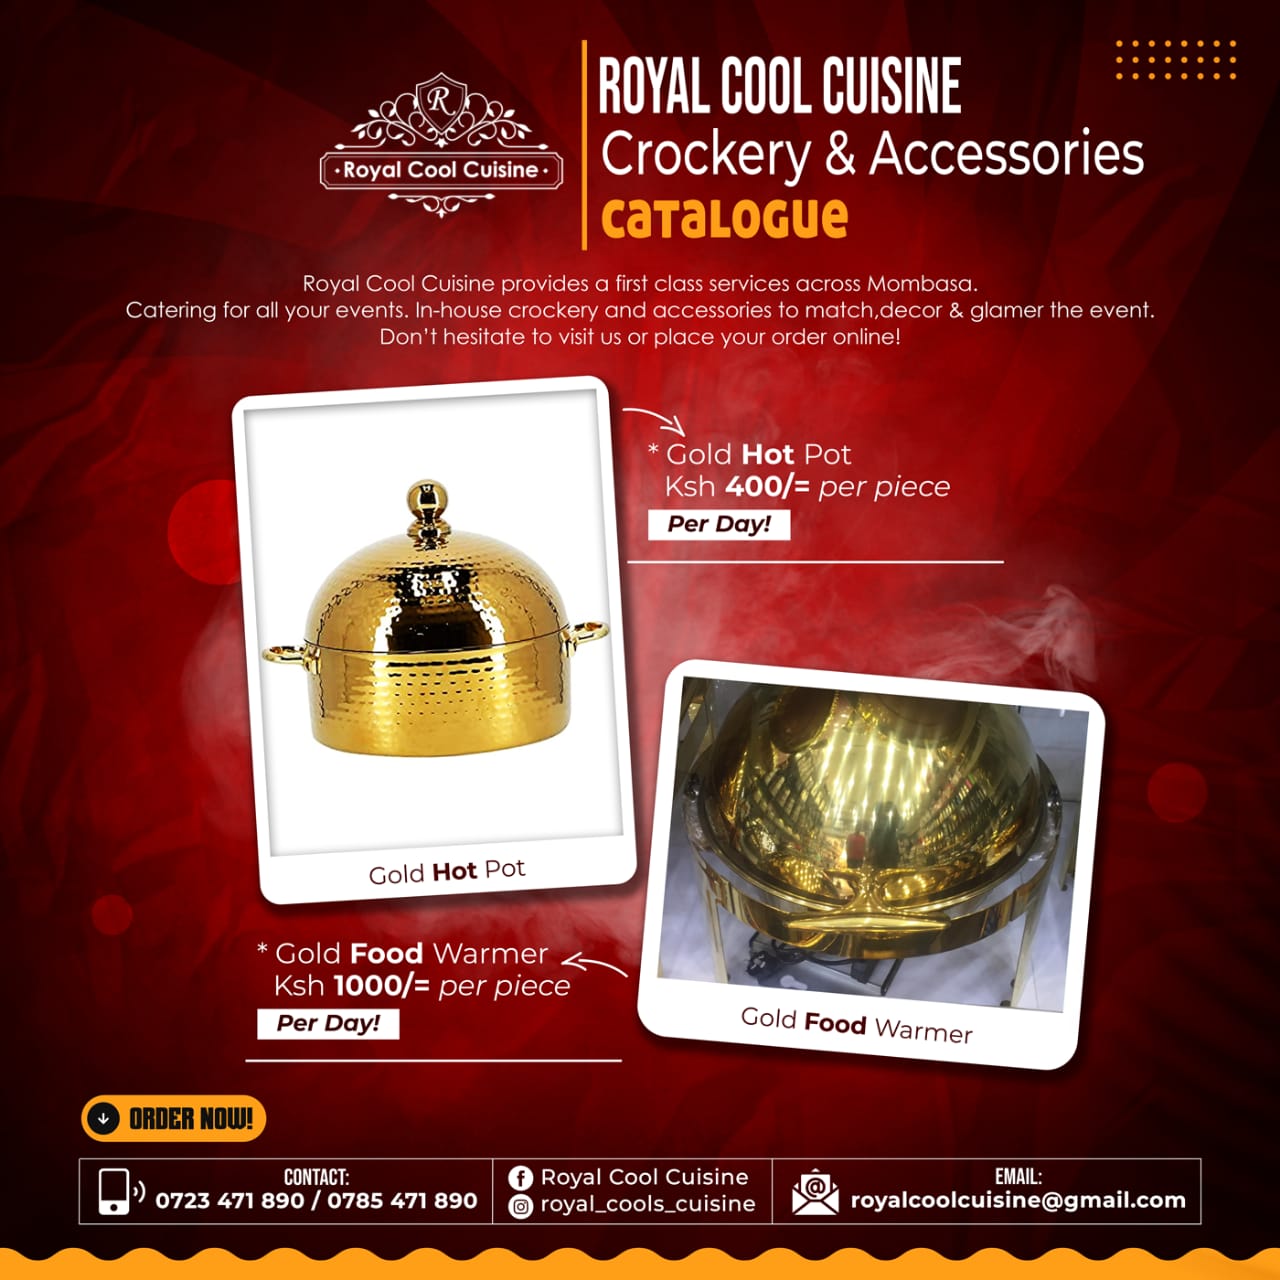 R
· Royal Cool Cuisine ·
ROYAL COOL CUISINE
Crockery & Accessories
CATALOGUE
Royal Cool Cuisine provides a first class services across Mombasa.
Catering for all your events. In-house crockery and accessories to match,decor & glamer the event.
Don't hesitate to visit us or place your order online!
* Gold Hot Pot
Ksh 400/= per piece
Per Day!
Gold Hot Pot
* Gold Food Warmer
Ksh 1000/= per piece
Per Day!
Gold Food Warmer
ORDER NOW!
CONTACT:
0723 471 890 / 0785 471 890
Royal Cool Cuisine
royal_cools_cuisine
EMAIL:
royalcoolcuisine@gmail.com